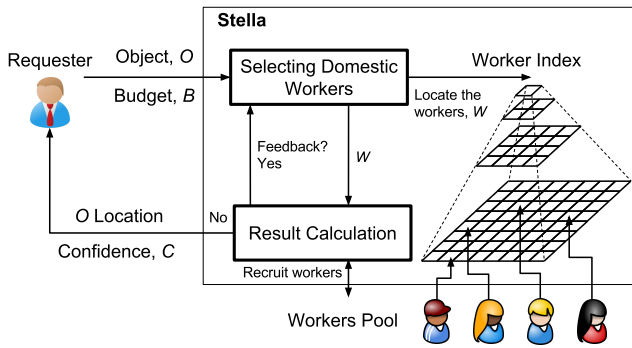 Stella
Requester
Object, O
Budget, B
Selecting Domestic
Workers
Worker Index
Locate the
workers, W
Feedback?
Yes
W
O Location
No
Confidence, C
Result Calculation
Recruit workers
Workers Pool